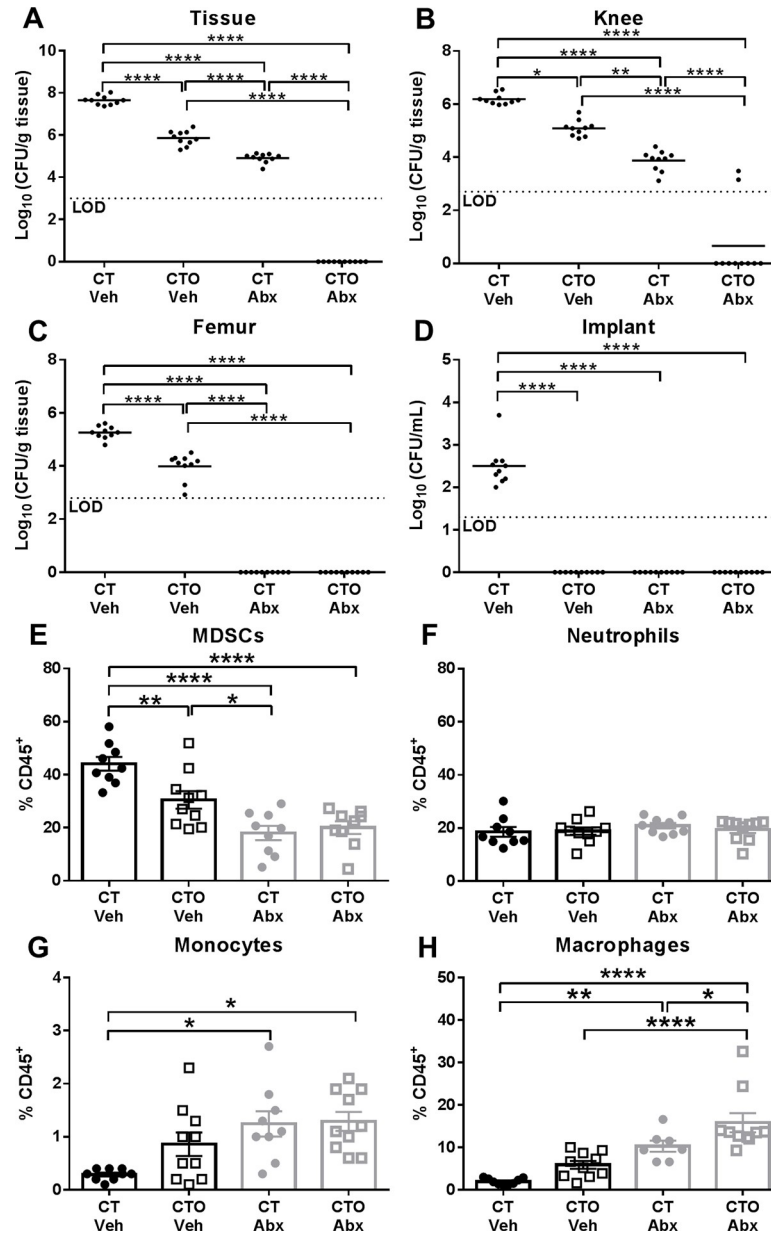 A
Tissue
Log10 (CFU/g tissue)
10
8
6
4
2
0
LOD
****
****
**** **** ****
****
CT Veh
CTO Veh
CT Abx
CTO Abx
B
Knee
Log10 (CFU/g tissue)
8
6
4
2
0
LOD
****
****
* ** ****
****
CT Veh
CTO Veh
CT Abx
CTO Abx
C
Femur
Log10 (CFU/g tissue)
8
6
4
2
0
LOD
****
****
**** ****
****
CT Veh
CTO Veh
CT Abx
CTO Abx
D
Implant
Log10 (CFU/mL)
5
4
3
2
1
0
LOD
****
****
****
CT Veh
CTO Veh
CT Abx
CTO Abx
E
MDSCs
% CD45+
80
60
40
20
0
****
****
** *
CT Veh
CTO Veh
CT Abx
CTO Abx
F
Neutrophils
% CD45+
80
60
40
20
0
CT Veh
CTO Veh
CT Abx
CTO Abx
G
Monocytes
% CD45+
4
3
2
1
0
*
*
CT Veh
CTO Veh
CT Abx
CTO Abx
H
Macrophages
% CD45+
50
40
30
20
10
0
****
** *
****
CT Veh
CTO Veh
CT Abx
CTO Abx